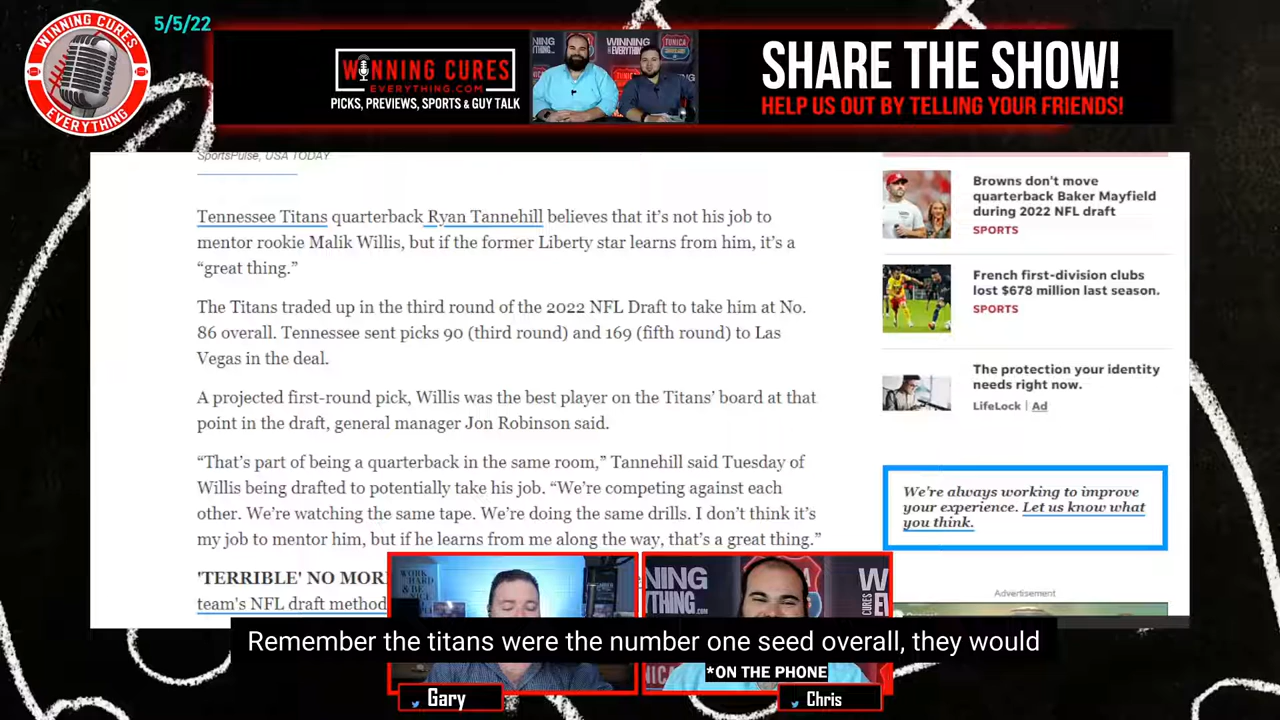 5/5/22
WINNING CURES
EVERYTHING
WINNING CURES
EVERYTHING.COM
PICKS, PREVIEWS, SPORTS & GUY TALK
SHARE THE SHOW!
HELP US OUT BY TELLING YOUR FRIENDS!
SportsPulse, USA TODAY
Tennessee Titans quarterback Ryan Tannehill believes that it's not his job to
mentor rookie Malik Willis, but if the former Liberty star learns from him, it's a
“great thing.”
The Titans traded up in the third round of the 2022 NFL Draft to take him at No.
86 overall. Tennessee sent picks 90 (third round) and 169 (fifth round) to Las
Vegas in the deal.
A projected first-round pick, Willis was the best player on the Titans’ board at that
point in the draft, general manager Jon Robinson said.
“That’s part of being a quarterback in the same room,” Tannehill said Tuesday of
Willis being drafted to potentially take his job. “We’re competing against each
other. We’re watching the same tape. We’re doing the same drills. I don’t think it’s
my job to mentor him, but if he learns from me along the way, that’s a great thing.”
'TERRIBLE' NO MOR
team's NFL draft method
Browns don't move
quarterback Baker Mayfield
during 2022 NFL draft
SPORTS
French first-division clubs
lost $678 million last season.
SPORTS
The protection your identity
needs right now.
LifeLock | Ad
We're always working to improve
your experience. Let us know what
you think.
Advertisement
WORK
HARD
& BE
NING
YTHING
.COM
TUNICA
W
CURES
Remember the titans were the number one seed overall, they would
*ON THE PHONE
Gary
Chris